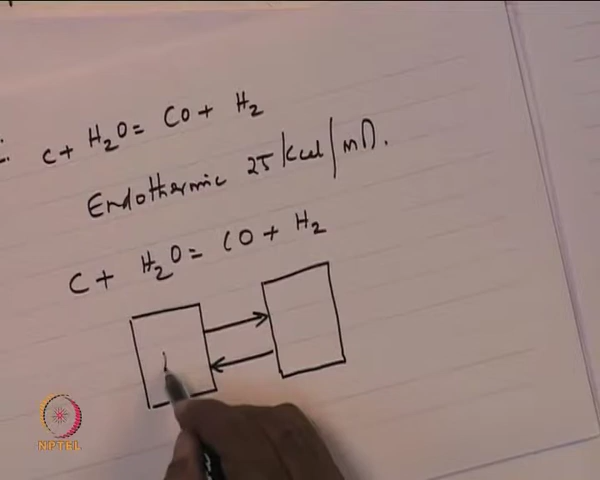 C + H2O = CO + H2
Endothermic 25 kcal/mol.
C + H2O = CO + H2
NPTEL